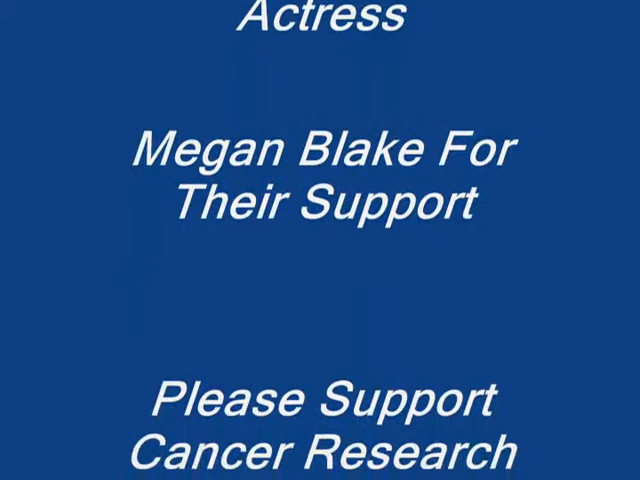 Actress
Megan Blake For
Their Support
Please Support
Cancer Research